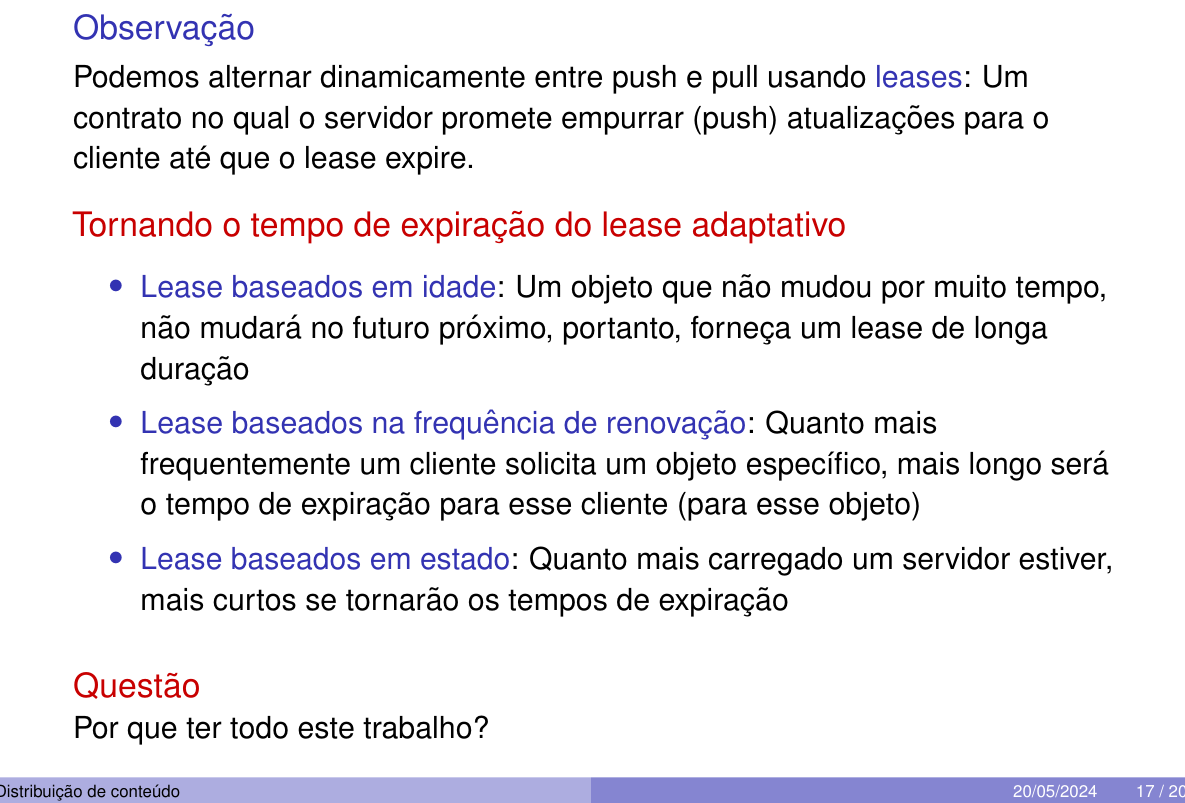 Observação
Podemos alternar dinamicamente entre push e pull usando leases: Um
contrato no qual o servidor promete empurrar (push) atualizações para o
cliente até que o lease expire.
Tornando o tempo de expiração do lease adaptativo
• Lease baseados em idade: Um objeto que não mudou por muito tempo,
não mudará no futuro próximo, portanto, forneça um lease de longa
duração
• Lease baseados na frequência de renovação: Quanto mais
frequentemente um cliente solicita um objeto específico, mais longo será
o tempo de expiração para esse cliente (para esse objeto)
• Lease baseados em estado: Quanto mais carregado um servidor estiver,
mais curtos se tornarão os tempos de expiração
Questão
Por que ter todo este trabalho?
Distribuição de conteúdo 20/05/2024 17 / 20